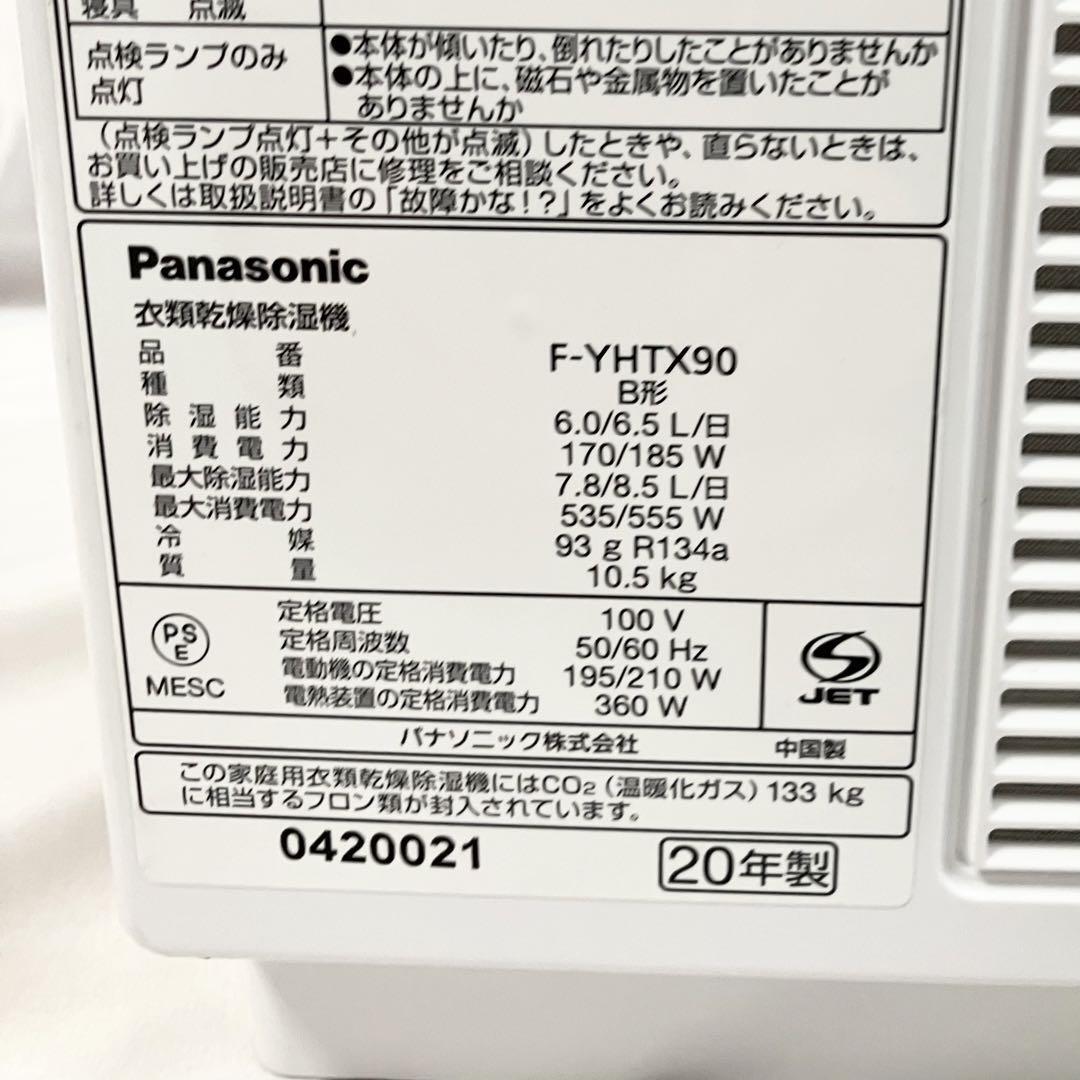 寝具 点滅
点検ランプのみ
点灯
●本体が傾いたり、倒れたりしたことがありませんか
●本体の上に、磁石や金属物を置いたことが
ありませんか
(点検ランプ点灯+その他が点滅)したときや、直らないときは、
お買い上げの販売店に修理をご相談ください。
詳しくは取扱説明書の「故障かな!?」をよくお読みください。
Panasonic
衣類乾燥除湿機
品番 F-YHTX90
種類 B形
除湿能力 6.0/6.5 L/日
消費電力 170/185 W
最大除湿能力 7.8/8.5 L/日
最大消費電力 535/555 W
冷媒 93 g R134a
質量 10.5 kg
PS
E
MESC
定格電圧 100 V
定格周波数 50/60 Hz
電動機の定格消費電力 195/210 W
電熱装置の定格消費電力 360 W
JET
パナソニック株式会社 中国製
この家庭用衣類乾燥除湿機にはCO₂(温暖化ガス)133 kg
に相当するフロン類が封入されています。
0420021 20年製